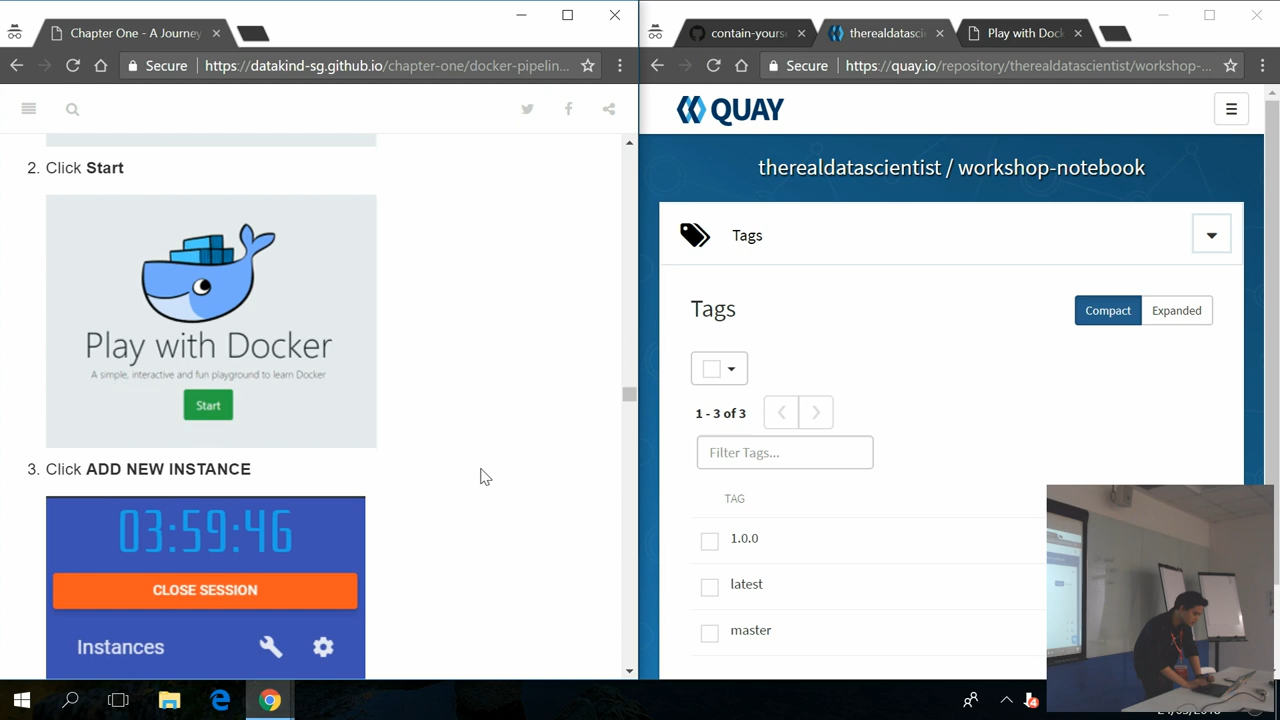 Chapter One - A Journey
Secure
https://datakind-sg.github.io/chapter-one/docker-pipelin...
2. Click Start
Play with Docker
A simple, interactive and fun playground to learn Docker
Start
3. Click ADD NEW INSTANCE
03:59:46
CLOSE SESSION
Instances
contain-yourse
therealdatascie
Play with Dock
Secure
https://quay.io/repository/therealdatascientist/workshop-...
QUAY
therealdatascientist / workshop-notebook
Tags
Tags
Compact
Expanded
1 - 3 of 3
Filter Tags...
TAG
1.0.0
latest
master